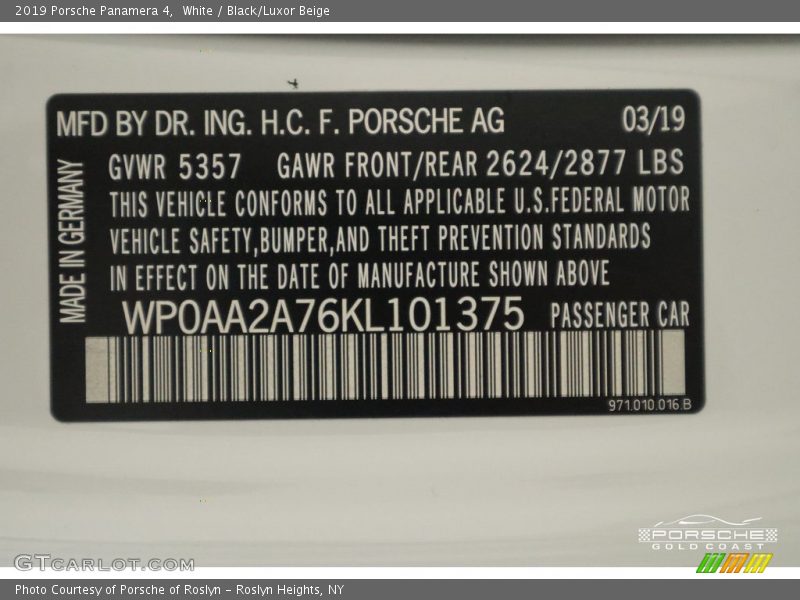 2019 Porsche Panamera 4,  White / Black/Luxor Beige
MFD BY DR. ING. H.C. F. PORSCHE AG 03/19
GVWR 5357 GAWR FRONT/REAR 2624/2877 LBS
THIS VEHICLE CONFORMS TO ALL APPLICABLE U.S.FEDERAL MOTOR
VEHICLE SAFETY,BUMPER,AND THEFT PREVENTION STANDARDS
IN EFFECT ON THE DATE OF MANUFACTURE SHOWN ABOVE
MADE IN GERMANY
WP0AA2A76KL101375 PASSENGER CAR
971.010.016.B
PORSCHE
GOLD COAST
GTCARLOT.COM
Photo Courtesy of Porsche of Roslyn – Roslyn Heights, NY